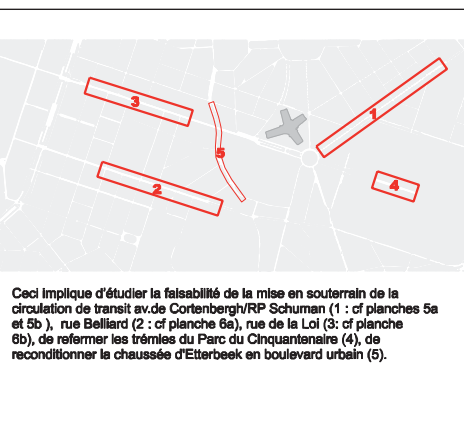 1
3
5
2
4
Ceci implique d'étudier la faisabilité de la mise en souterrain de la
circulation de transit av.de Cortenbergh/RP Schuman (1 : cf planches 5a
et 5b ), rue Belliard (2 : cf planche 6a), rue de la Loi (3: cf planche
6b), de refermer les trémies du Parc du Cinquantenaire (4), de
reconditionner la chaussée d'Etterbeek en boulevard urbain (5).